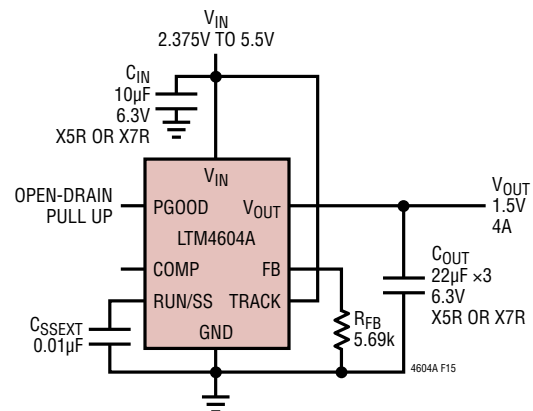 V_IN
2.375V TO 5.5V
C_IN
10µF
6.3V
X5R OR X7R
V_IN
OPEN-DRAIN
PULL UP
PGOOD
V_OUT
V_OUT
1.5V
4A
LTM4604A
COMP
FB
C_OUT
22µF ×3
6.3V
X5R OR X7R
RUN/SS
TRACK
C_SSEXT
0.01µF
R_FB
5.69k
GND
4604A F15